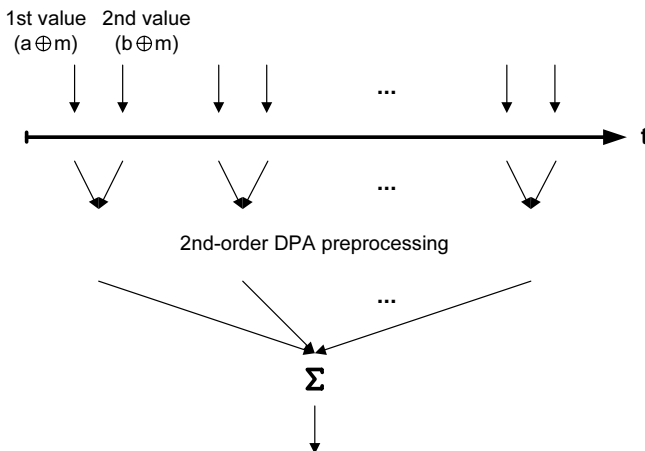 1st value 2nd value
(a⊕m) (b⊕m)
...
t
...
2nd-order DPA preprocessing
...
Σ